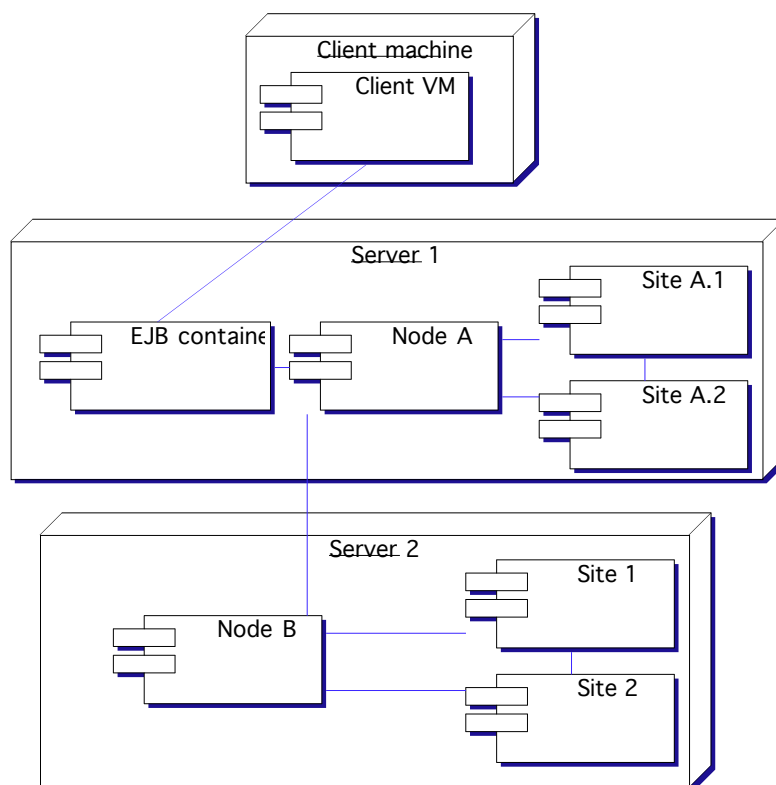 Client machine
Client VM
Server 1
Site A.1
EJB containe
Node A
Site A.2
Server 2
Site 1
Node B
Site 2